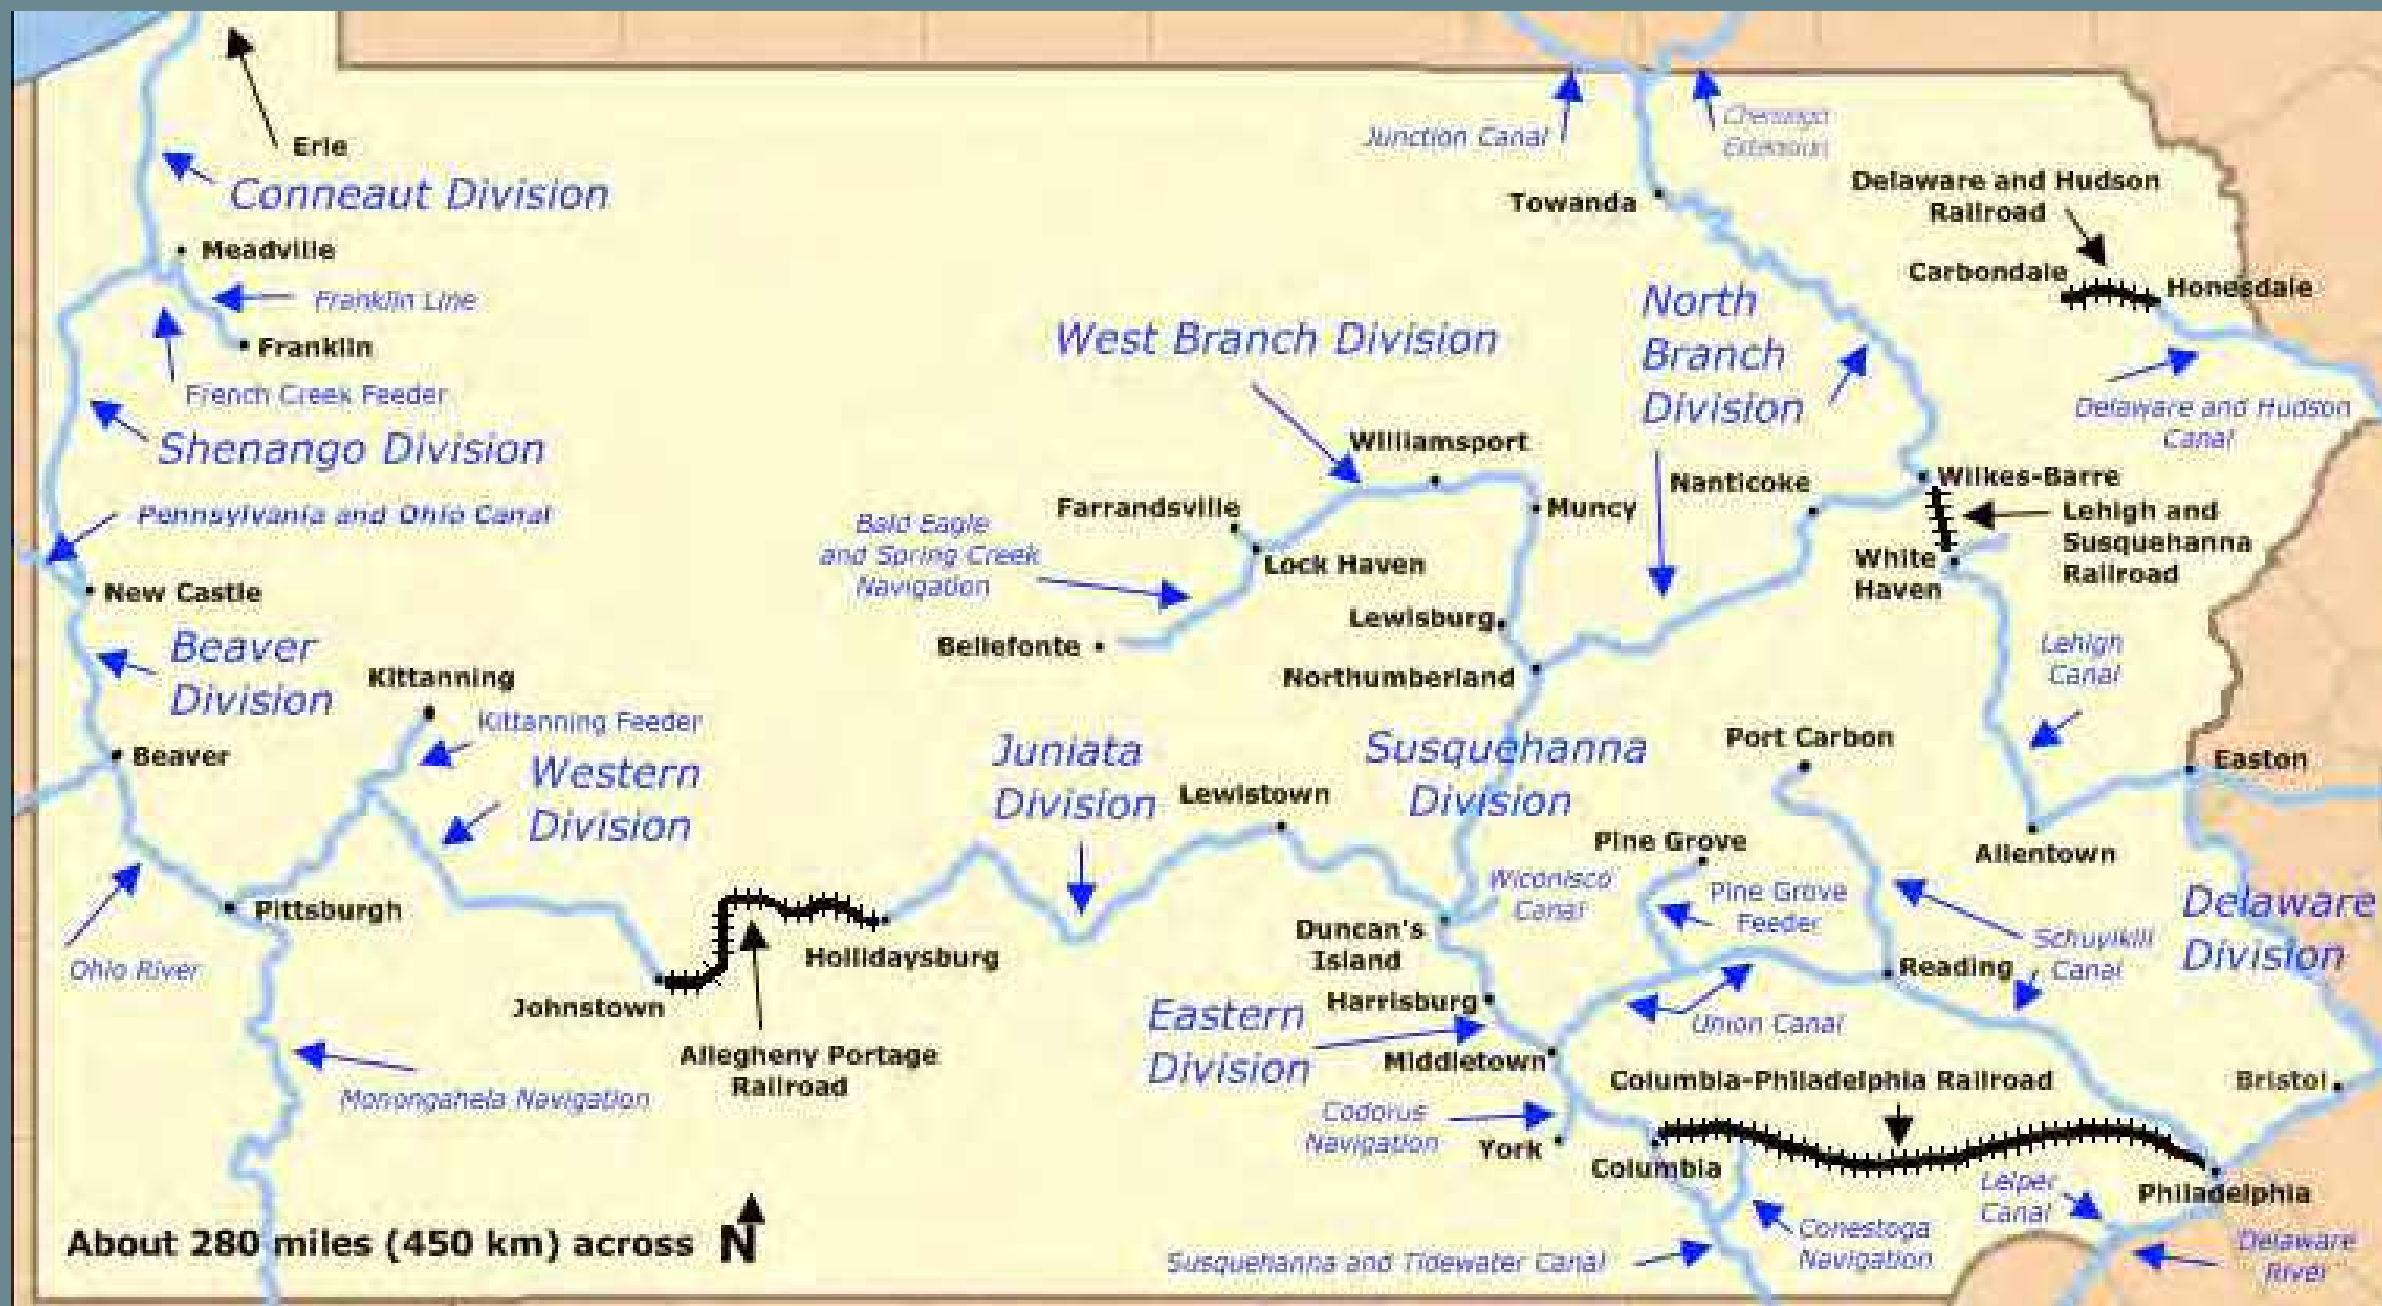 Erie
Conneaut Division
Meadville
Franklin Line
Franklin
French Creek Feeder
Shenango Division
Pennsylvania and Ohio Canal
New Castle
Beaver
Division
Kittanning
Kittanning Feeder
Western
Division
Beaver
Pittsburgh
Ohio River
Johnstown
Allegheny Portage
Railroad
Hollidaysburg
Monongahela Navigation
About 280 miles (450 km) across
N
Junction Canal
Chenango
Extension
Towanda
Delaware and Hudson
Railroad
Carbondale
Honesdale
Delaware and Hudson
Canal
West Branch Division
North
Branch
Division
Williamsport
Farrandsville
Muncy
Nanticoke
Wilkes-Barre
Lehigh and
Susquehanna
Railroad
Bald Eagle
and Spring Creek
Navigation
Lock Haven
White
Haven
Bellefonte
Lewisburg
Northumberland
Lehigh
Canal
Juniata
Division
Lewistown
Susquehanna
Division
Port Carbon
Easton
Pine Grove
Allentown
Wiconisco
Canal
Pine Grove
Feeder
Duncan's
Island
Schuylkill
Canal
Delaware
Division
Reading
Harrisburg
Eastern
Division
Union Canal
Middletown
Columbia-Philadelphia Railroad
Bristol
Codorus
Navigation
York
Columbia
Leiper
Canal
Philadelphia
Conestoga
Navigation
Susquehanna and Tidewater Canal
Delaware
River